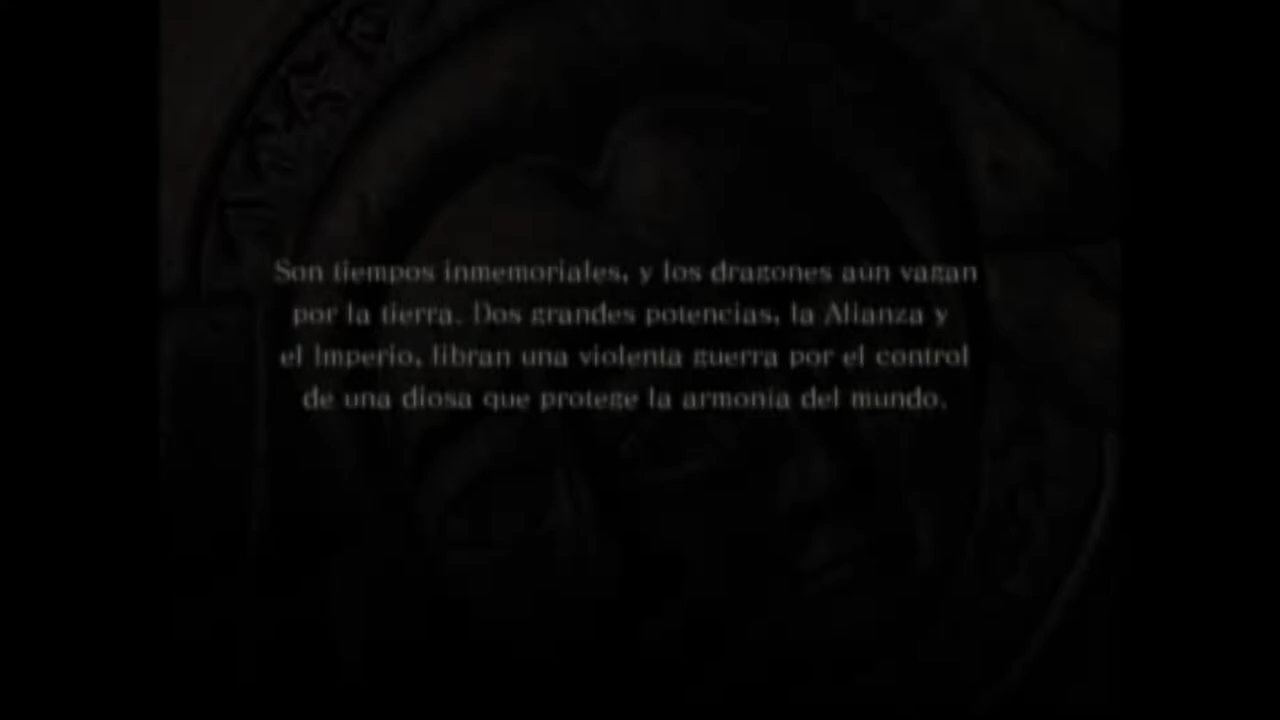 Son tiempos inmemoriales, y los dragones aún vagan
por la tierra. Dos grandes potencias, la Alianza y
el Imperio, libran una violenta guerra por el control
de una diosa que protege la armonía del mundo.